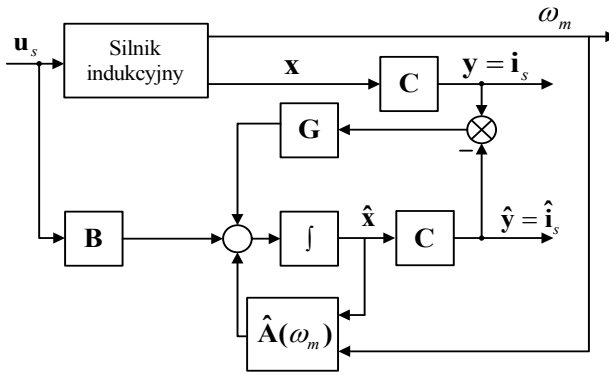 ω_m
u_s
Silnik
indukcyjny
x
C
y = i_s
G
−
B
∫
x̂
C
ŷ = î_s
Â(ω_m)